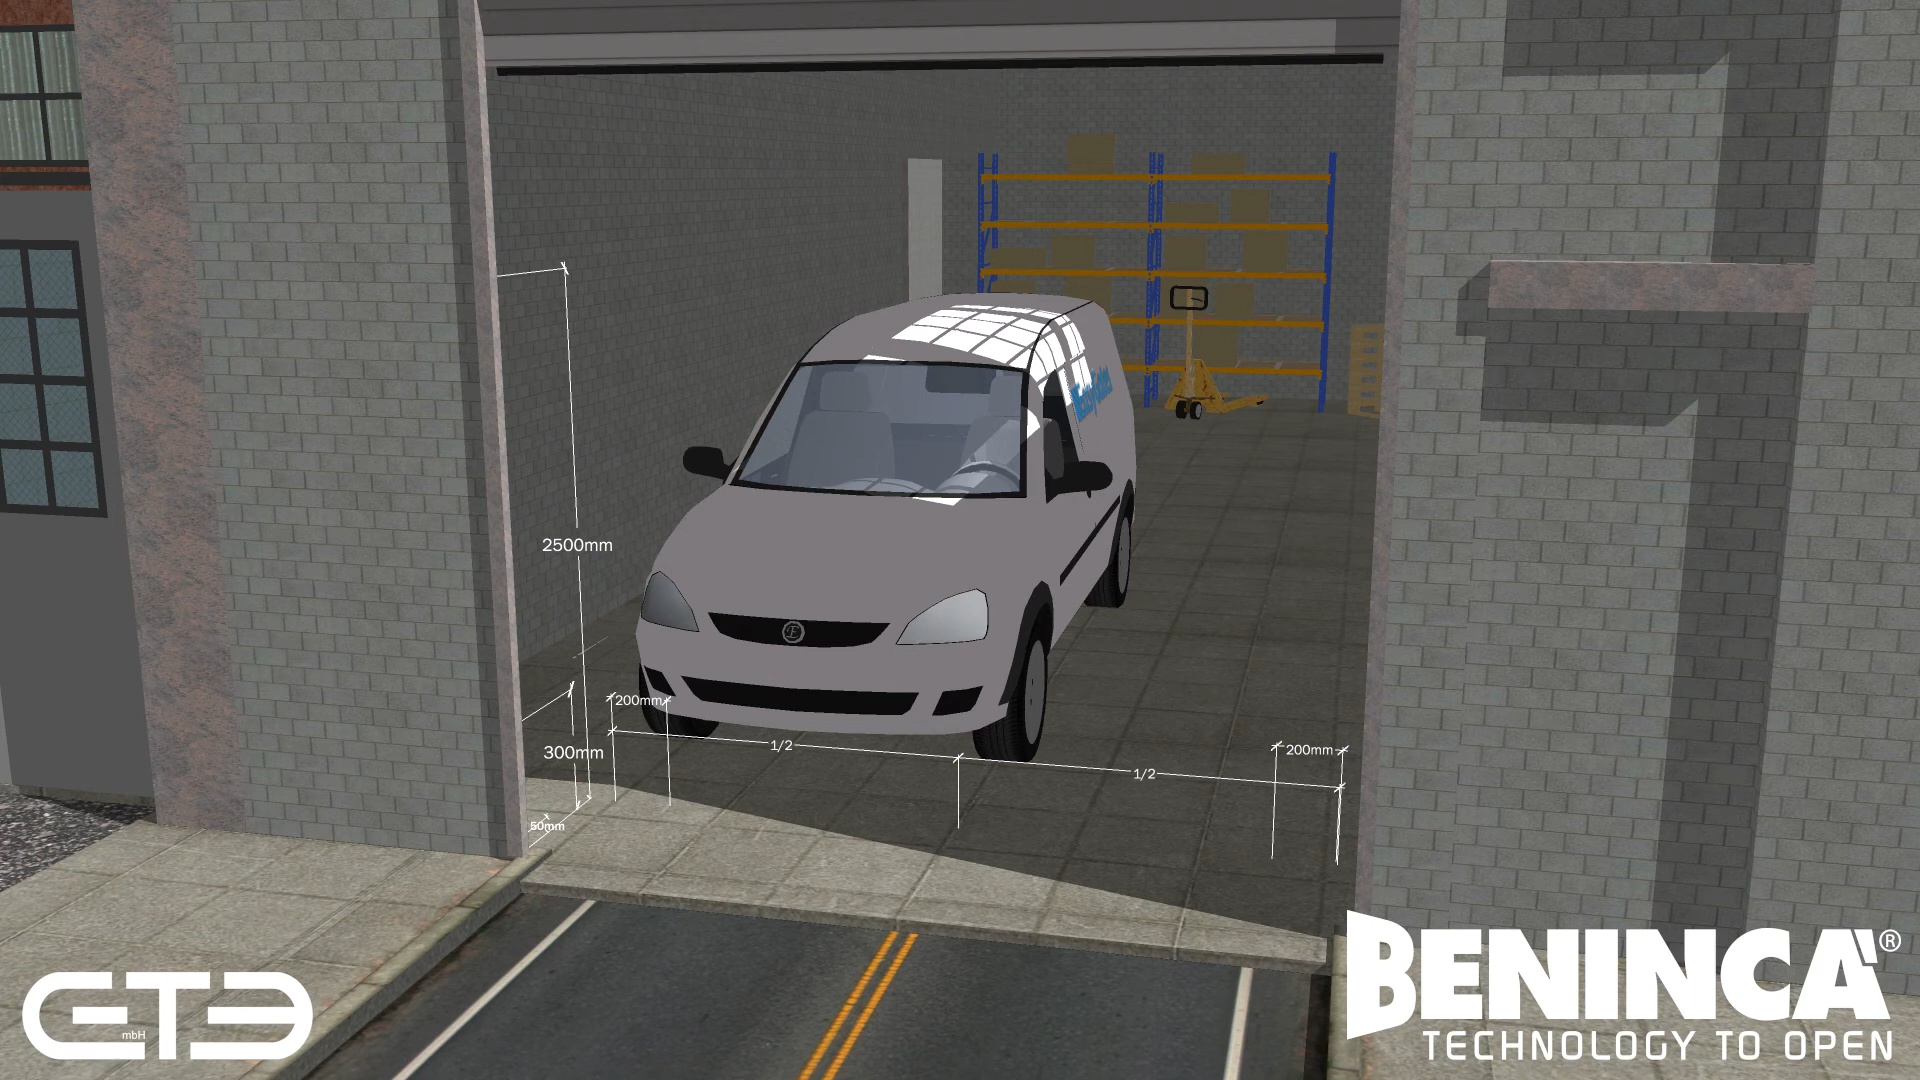 2500mm
200mm
300mm
1/2
1/2
200mm
50mm
GTE
mbH
BENINCA'®
TECHNOLOGY TO OPEN